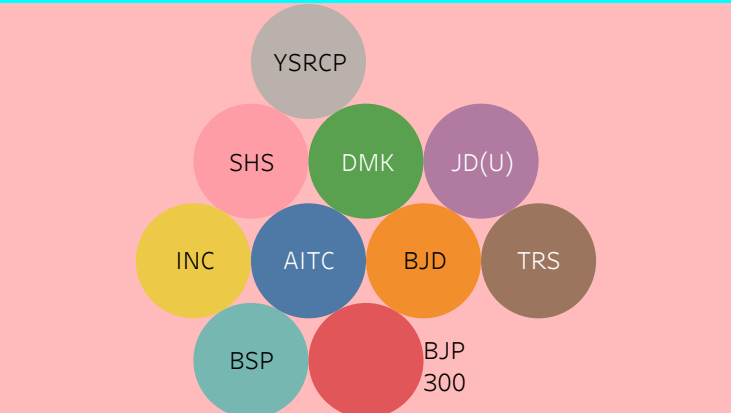 YSRCP
SHS
DMK
JD(U)
INC
AITC
BJD
TRS
BSP
BJP
300